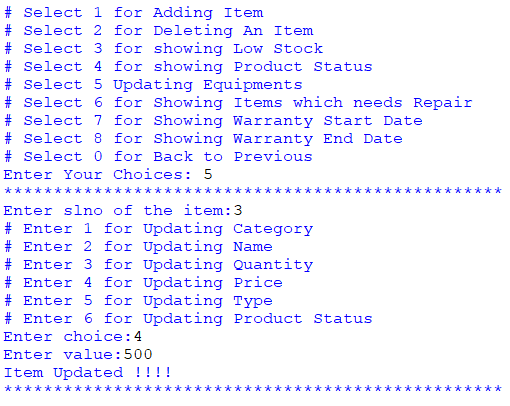 # Select 1 for Adding Item
# Select 2 for Deleting An Item
# Select 3 for showing Low Stock
# Select 4 for showing Product Status
# Select 5 Updating Equipments
# Select 6 for Showing Items which needs Repair
# Select 7 for Showing Warranty Start Date
# Select 8 for Showing Warranty End Date
# Select 0 for Back to Previous
Enter Your Choices: 5
**************************************************
Enter slno of the item:3
# Enter 1 for Updating Category
# Enter 2 for Updating Name
# Enter 3 for Updating Quantity
# Enter 4 for Updating Price
# Enter 5 for Updating Type
# Enter 6 for Updating Product Status
Enter choice:4
Enter value:500
Item Updated !!!!
**************************************************